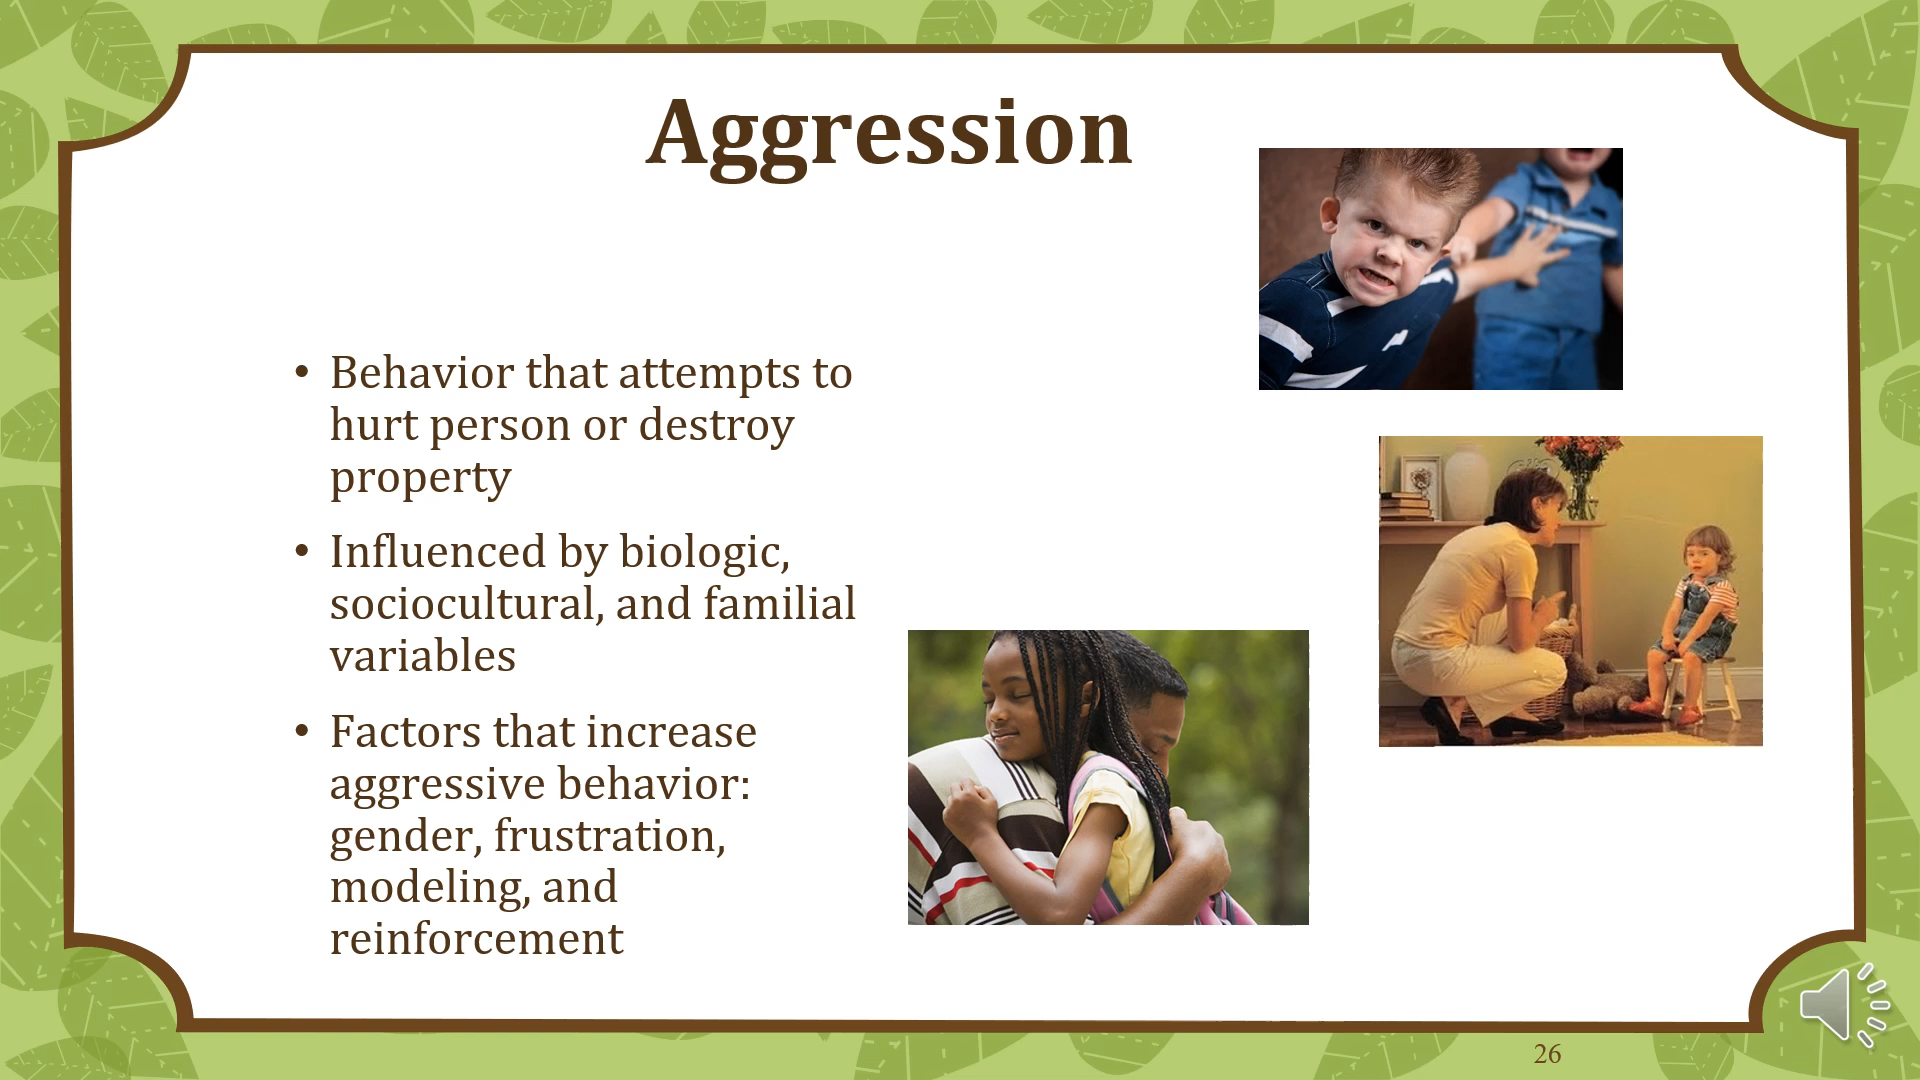 Aggression
• Behavior that attempts to
hurt person or destroy
property
• Influenced by biologic,
sociocultural, and familial
variables
• Factors that increase
aggressive behavior:
gender, frustration,
modeling, and
reinforcement
26